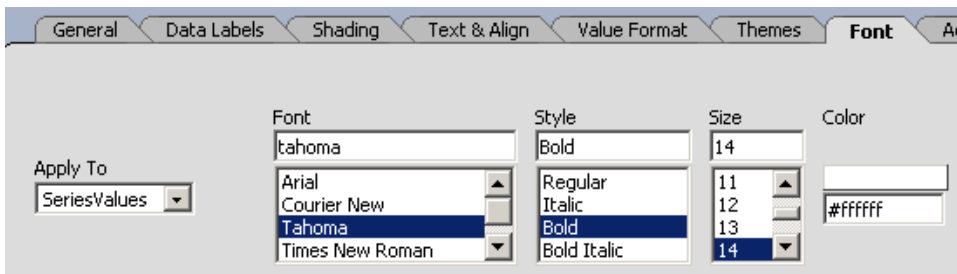 General Data Labels Shading Text & Align Value Format Themes Font
Font Style Size Color
tahoma Bold 14
Apply To
SeriesValues
Arial Regular 11
Courier New Italic 12 #ffffff
Tahoma Bold 13
Times New Roman Bold Italic 14